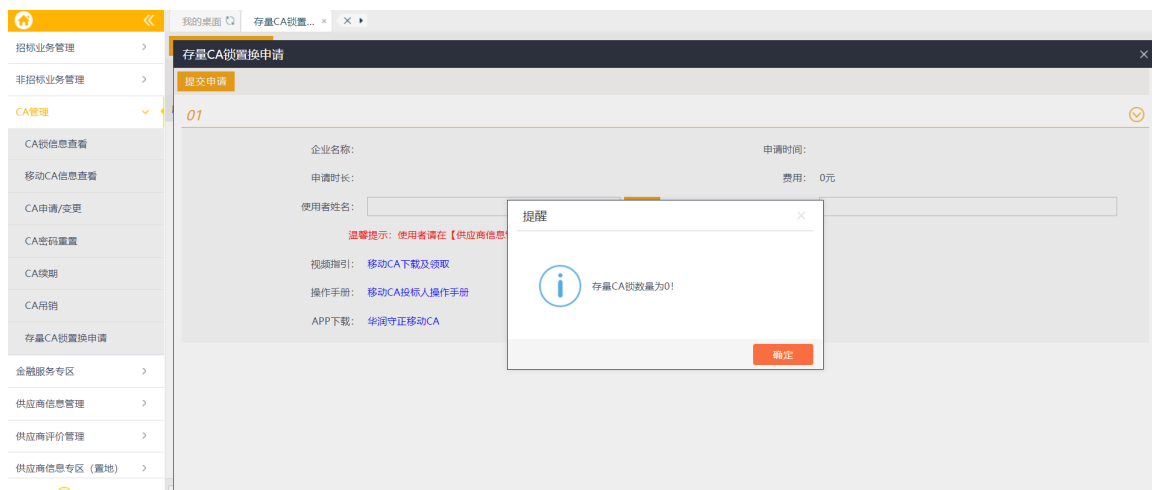 我的桌面 存量CA锁置...
招标业务管理
非招标业务管理
CA管理
CA锁信息查看
移动CA信息查看
CA申请/变更
CA密码重置
CA续期
CA吊销
存量CA锁置换申请
金融服务专区
供应商信息管理
供应商评价管理
供应商信息专区（置地）
存量CA锁置换申请
提交申请
01
企业名称： 申请时间：
申请时长： 费用： 0元
使用者姓名：
温馨提示：使用者请在【供应商信息
视频指引： 移动CA下载及领取
操作手册： 移动CA投标人操作手册
APP下载： 华润守正移动CA
提醒
存量CA锁数量为0!
确定